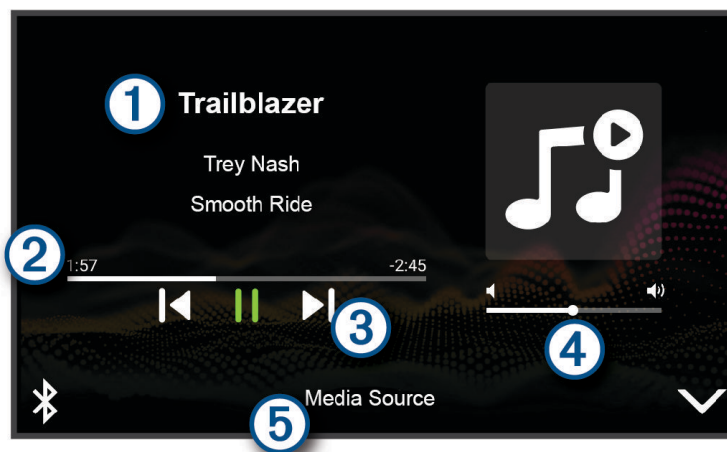 1
Trailblazer
Trey Nash
Smooth Ride
2
1:57
-2:45
3
4
5
Media Source